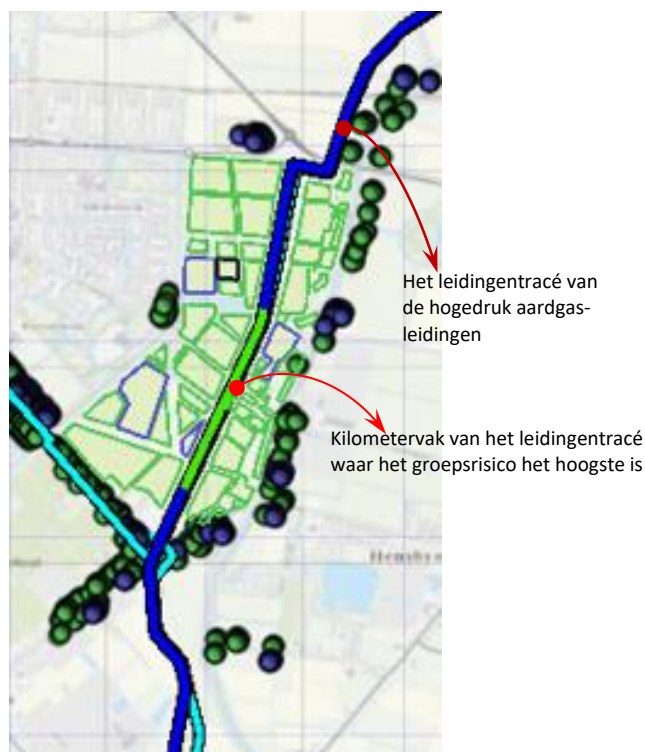 Het leidingentracé van
de hogedruk aardgas-
leidingen
Kilometervak van het leidingentracé
waar het groepsrisico het hoogste is